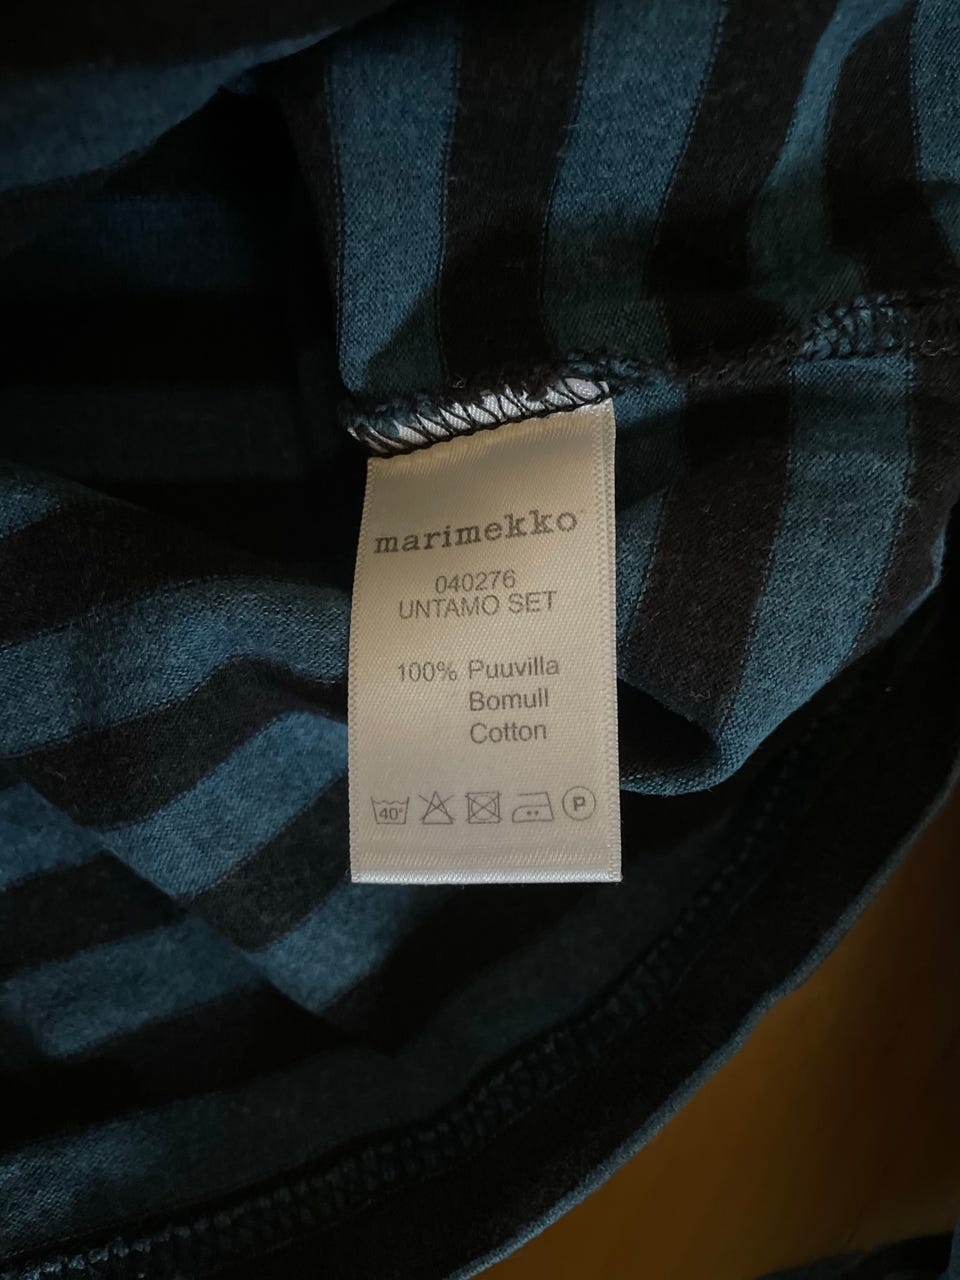 marimekko
040276
UNTAMO SET
100% Puuvilla
Bomull
Cotton
40° P